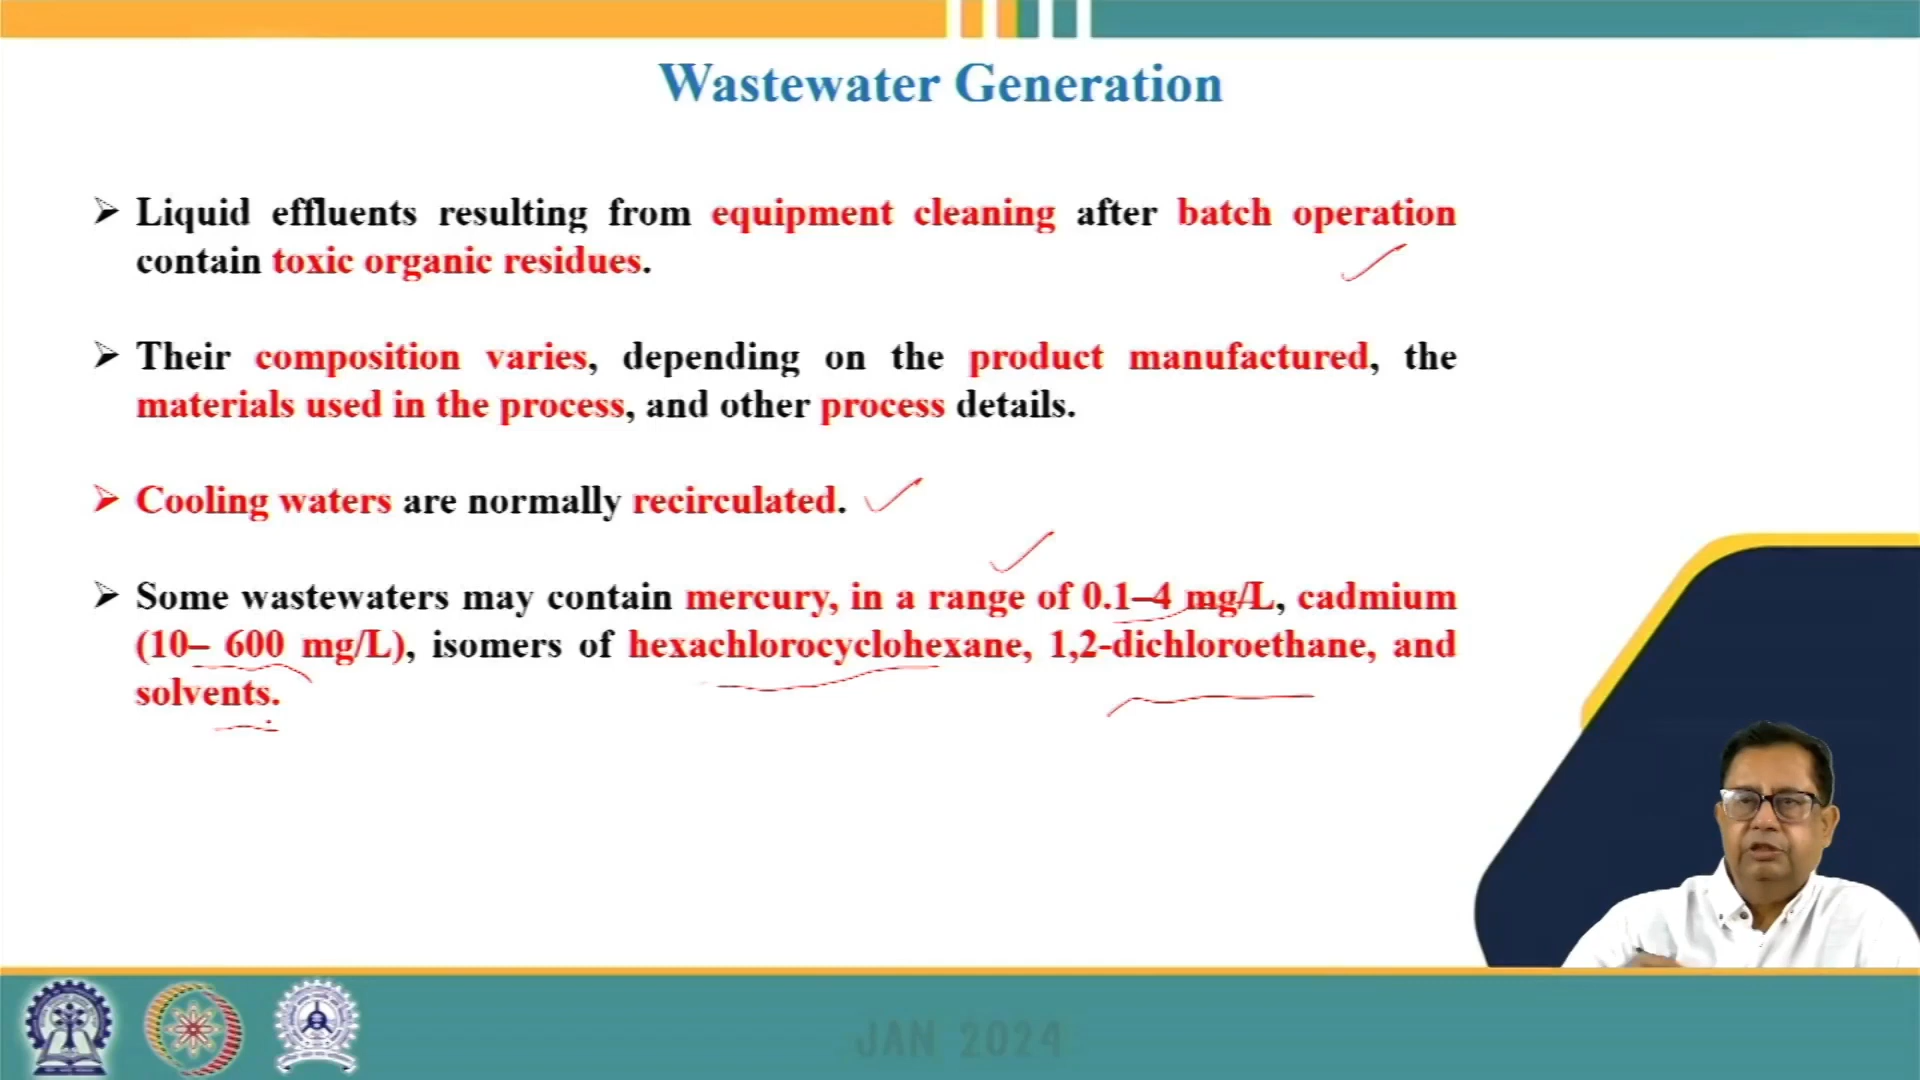 Wastewater Generation
➢ Liquid effluents resulting from equipment cleaning after batch operation
contain toxic organic residues.
➢ Their composition varies, depending on the product manufactured, the
materials used in the process, and other process details.
➢ Cooling waters are normally recirculated.
➢ Some wastewaters may contain mercury, in a range of 0.1–4 mg/L, cadmium
(10– 600 mg/L), isomers of hexachlorocyclohexane, 1,2-dichloroethane, and
solvents.
JAN 2024